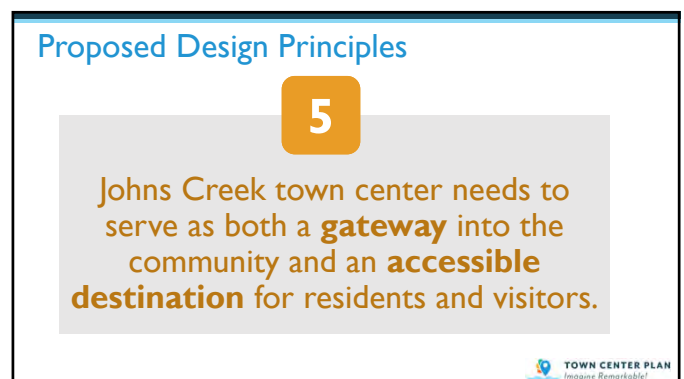 Proposed Design Principles
5
Johns Creek town center needs to
serve as both a gateway into the
community and an accessible
destination for residents and visitors.
TOWN CENTER PLAN
Imagine Remarkable!